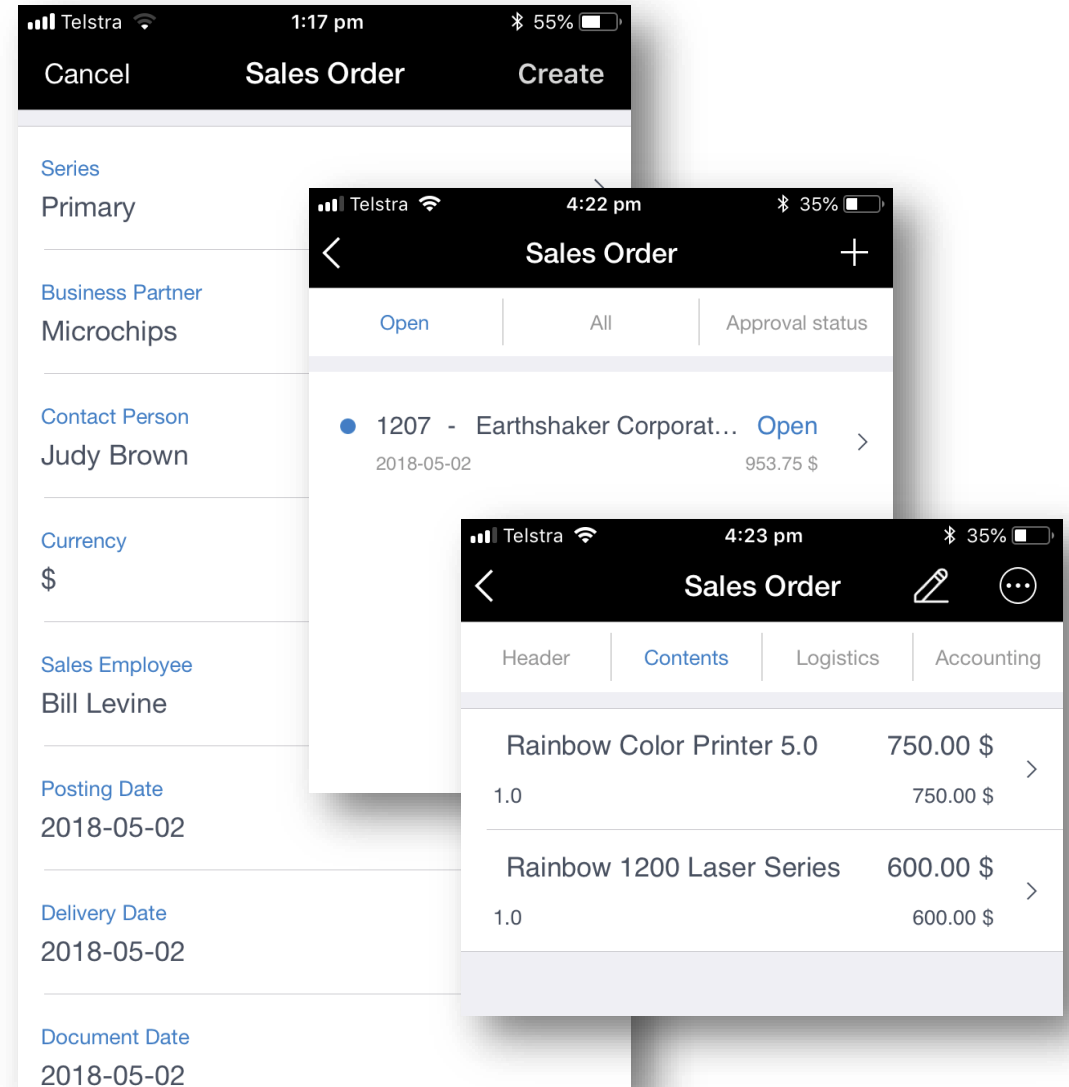 Telstra 1:17 pm 55%
Cancel Sales Order Create
Series
Primary
Business Partner
Microchips
Contact Person
Judy Brown
Currency
$
Sales Employee
Bill Levine
Posting Date
2018-05-02
Delivery Date
2018-05-02
Document Date
2018-05-02
Telstra 4:22 pm 35%
Sales Order
Open All Approval status
1207 - Earthshaker Corporat... Open
2018-05-02 953.75 $
Telstra 4:23 pm 35%
Sales Order
Header Contents Logistics Accounting
Rainbow Color Printer 5.0 750.00 $
1.0 750.00 $
Rainbow 1200 Laser Series 600.00 $
1.0 600.00 $